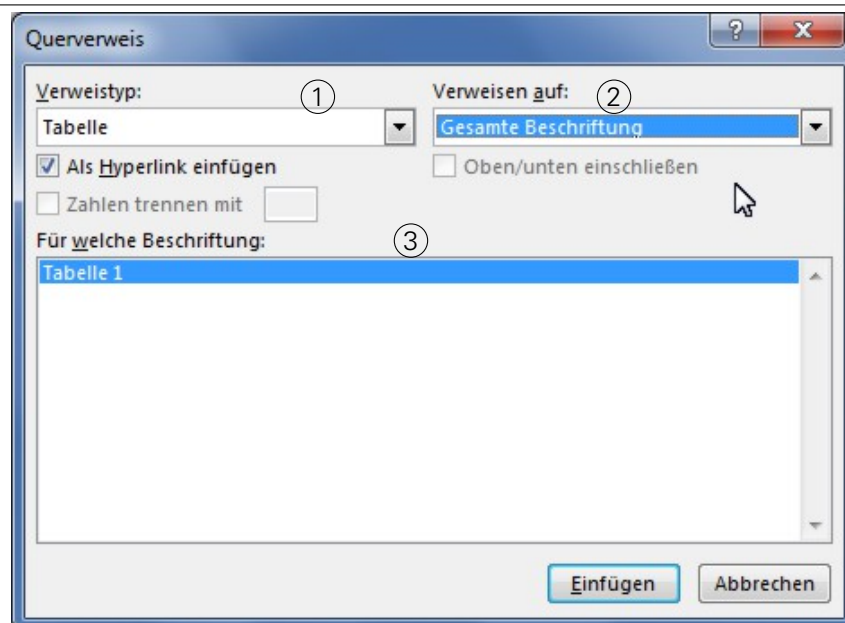 Querverweis
Verweistyp: ① Verweisen auf: ②
Tabelle Gesamte Beschriftung
Als Hyperlink einfügen Oben/unten einschließen
Zahlen trennen mit
Für welche Beschriftung: ③
Tabelle 1
Einfügen Abbrechen